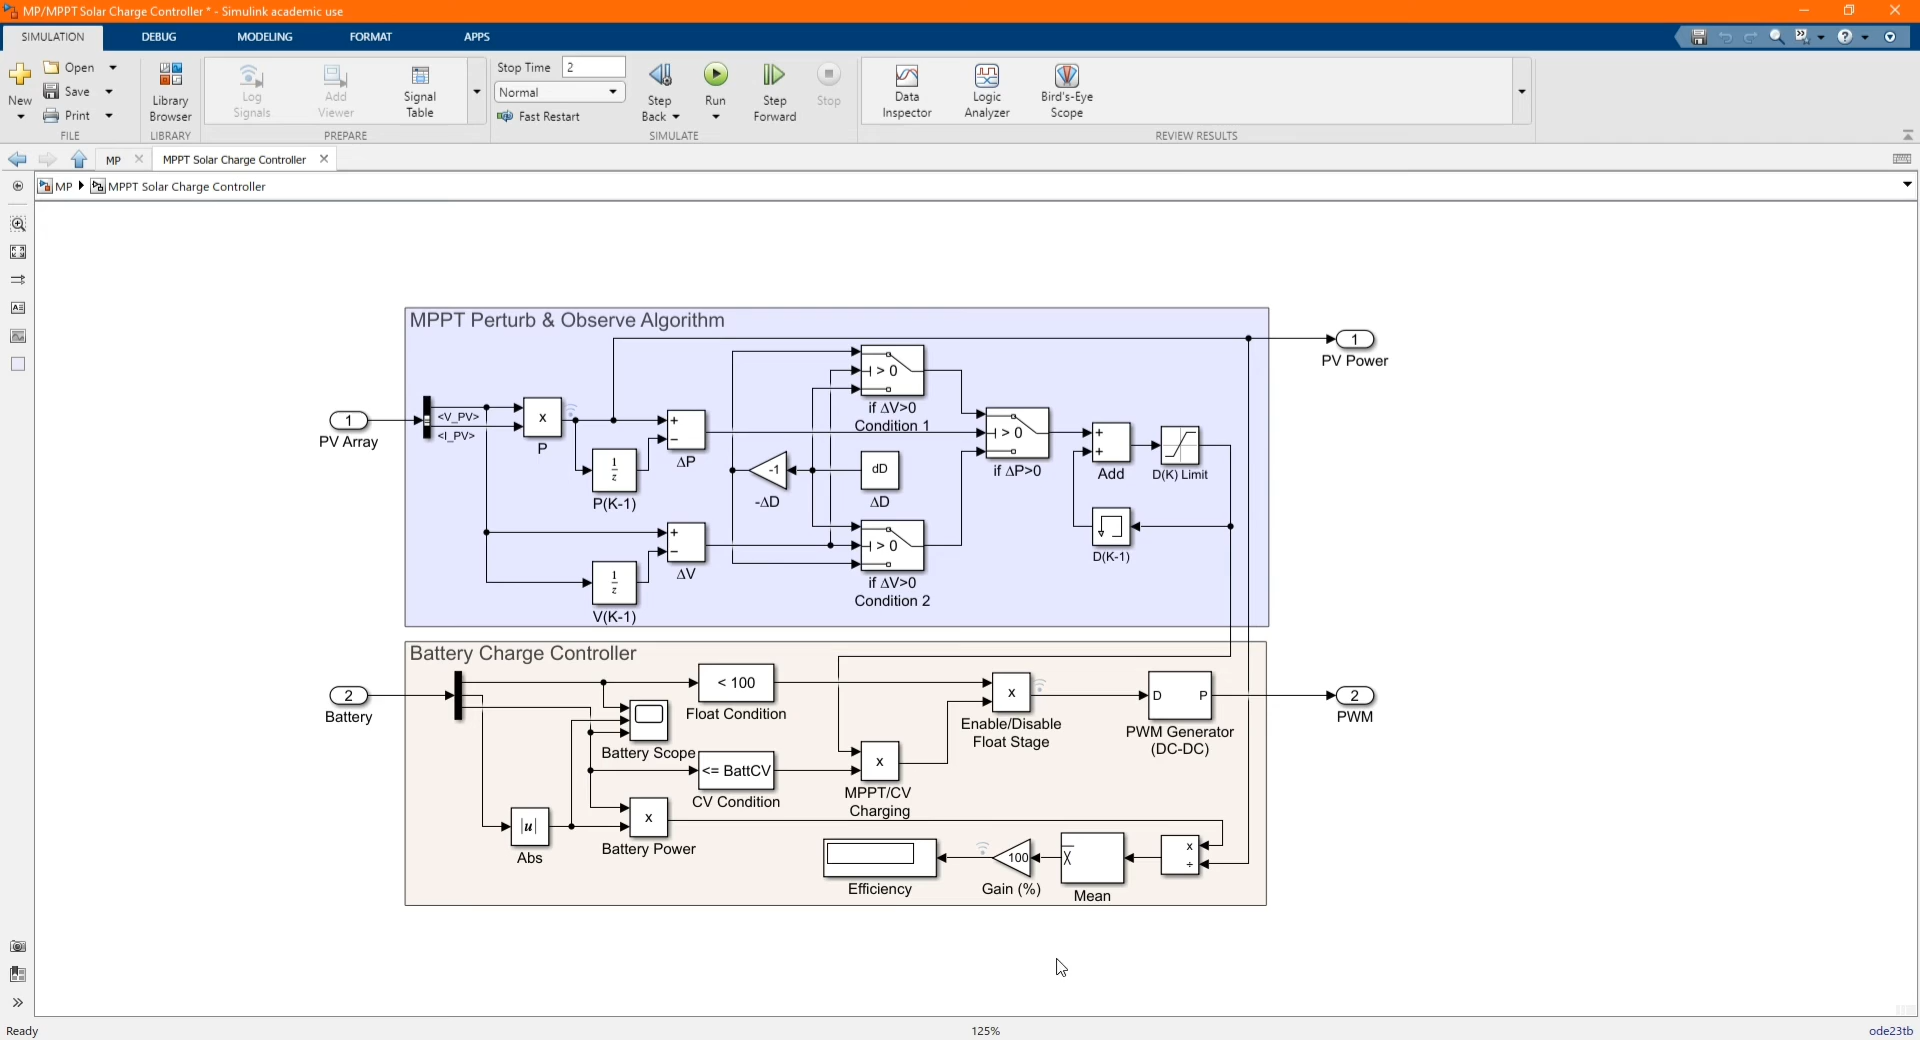 MP/MPPT Solar Charge Controller * - Simulink academic use
SIMULATION DEBUG MODELING FORMAT APPS
New
Open
Save
Print
FILE
Library
Browser
LIBRARY
Log
Signals
Add
Viewer
Signal
Table
PREPARE
Stop Time 2
Normal
Fast Restart
Step
Back
Run
Step
Forward
Stop
SIMULATE
Data
Inspector
Logic
Analyzer
Bird's-Eye
Scope
REVIEW RESULTS
MP
MPPT Solar Charge Controller
MP MPPT Solar Charge Controller
MPPT Perturb & Observe Algorithm
1
PV Array
<V_PV>
<I_PV>
x
P
1
z
P(K-1)
+
−
ΔP
1
z
V(K-1)
+
−
ΔV
-1
-ΔD
dD
ΔD
> 0
if ΔV>0
Condition 1
> 0
if ΔV>0
Condition 2
> 0
if ΔP>0
+
+
Add
D(K) Limit
D(K-1)
1
PV Power
Battery Charge Controller
2
Battery
< 100
Float Condition
Battery Scope
<= BattCV
CV Condition
|u|
Abs
x
Battery Power
x
MPPT/CV
Charging
x
Enable/Disable
Float Stage
D P
PWM Generator
(DC-DC)
2
PWM
Efficiency
100
Gain (%)
X
Mean
x
÷
Ready
125%
ode23tb